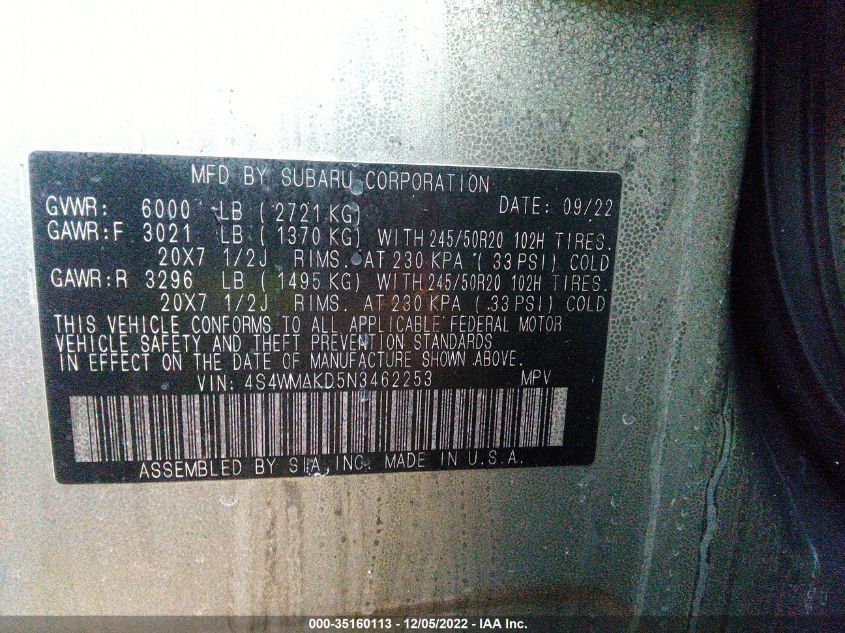 MFD BY SUBARU CORPORATION
GVWR: 6000 LB ( 2721 KG) DATE: 09/22
GAWR:F 3021 LB ( 1370 KG) WITH 245/50R20 102H TIRES.
20X7 1/2J RIMS. AT 230 KPA ( 33 PSI) COLD
GAWR:R 3296 LB ( 1495 KG) WITH 245/50R20 102H TIRES.
20X7 1/2J RIMS. AT 230 KPA ( 33 PSI) COLD
THIS VEHICLE CONFORMS TO ALL APPLICABLE FEDERAL MOTOR
VEHICLE SAFETY AND THEFT PREVENTION STANDARDS
IN EFFECT ON THE DATE OF MANUFACTURE SHOWN ABOVE.
VIN: 4S4WMAKD5N3462253 MPV
ASSEMBLED BY SIA, INC. MADE IN U.S.A.
000-35160113 - 12/05/2022 - IAA Inc.